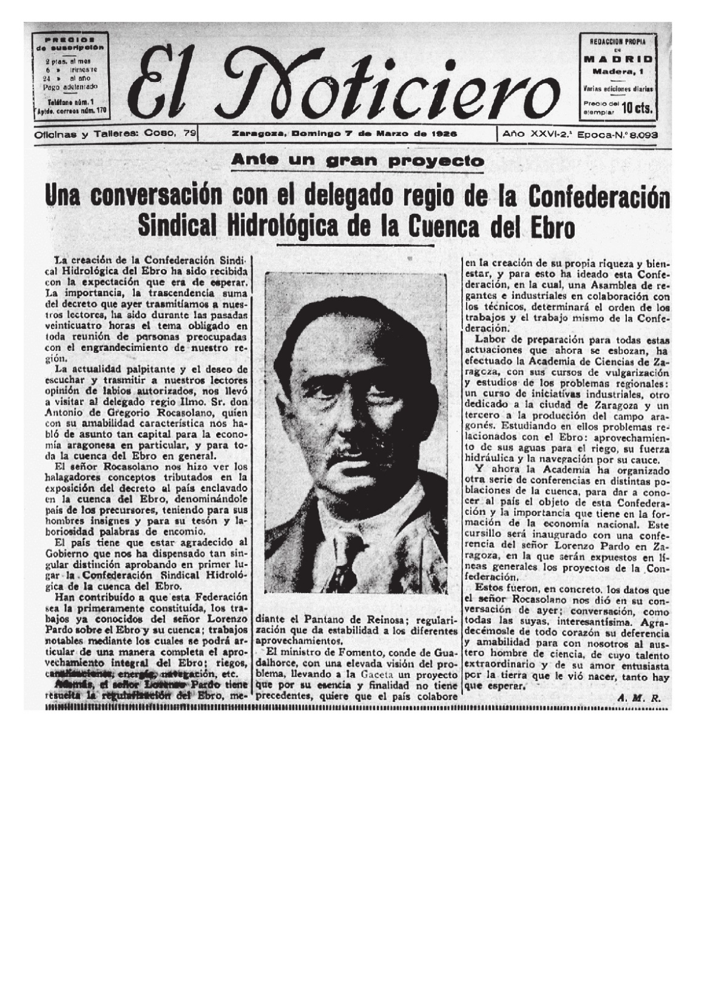 PRECIOS
de suscripción
2 ptas. al mes
6 » trimestre
24 » al año
Pago adelantado
Teléfono núm. 1
Aptdo. correos núm. 170
El Noticiero
REDACCION PROPIA
EN
MADRID
Madera, 1
Varias ediciones diarias
Precio del ejemplar 10 cts.
Oficinas y Talleres: Coso, 79
Zaragoza, Domingo 7 de Marzo de 1926
Año XXVI-2.ª Epoca-N.º 8.093
Ante un gran proyecto
Una conversación con el delegado regio de la Confederación
Sindical Hidrológica de la Cuenca del Ebro
La creación de la Confederación Sindi-
cal Hidrológica del Ebro ha sido recibida
con la expectación que era de esperar.
La importancia, la trascendencia suma
del decreto que ayer trasmitíamos a nues-
tros lectores, ha sido durante las pasadas
veinticuatro horas el tema obligado en
toda reunión de personas preocupadas
con el engrandecimiento de nuestro re-
gión.
La actualidad palpitante y el deseo de
escuchar y trasmitir a nuestros lectores
opinión de labios autorizados, nos llevó
a visitar al delegado regio Ilmo. Sr. don
Antonio de Gregorio Rocasolano, quien
con su amabilidad característica nos ha-
bló de asunto tan capital para la econo-
mía aragonesa en particular, y para to-
da la cuenca del Ebro en general.
El señor Rocasolano nos hizo ver los
halagadores conceptos tributados en la
exposición del decreto al país enclavado
en la cuenca del Ebro, denominándole
país de los precursores, teniendo para sus
hombres insignes y para su tesón y la-
boriosidad palabras de encomio.
El país tiene que estar agradecido al
Gobierno que nos ha dispensado tan sin-
gular distinción aprobando en primer lu-
gar la Confederación Sindical Hidroló-
gica de la cuenca del Ebro.
Han contribuido a que esta Federación
sea la primeramente constituída, los tra-
bajos ya conocidos del señor Lorenzo
Pardo sobre el Ebro y su cuenca; trabajos
notables mediante los cuales se podrá ar-
ticular de una manera completa el apro-
vechamiento integral del Ebro; riegos,
canalizaciones, energía, navegación, etc.
Además, el señor Lorenzo Pardo tiene
resuelta la regularización del Ebro, me-
diante el Pantano de Reinosa; regulari-
zación que da estabilidad a los diferentes
aprovechamientos.
El ministro de Fomento, conde de Gua-
dalhorce, con una elevada visión del pro-
blema, llevando a la Gaceta un proyecto
que por su esencia y finalidad no tiene
precedentes, quiere que el país colabore
en la creación de su propia riqueza y bien-
estar, y para esto ha ideado esta Confe-
deración, en la cual, una Asamblea de re-
gantes e industriales en colaboración con
los técnicos, determinará el orden de los
trabajos y el trabajo mismo de la Confe-
deración.
Labor de preparación para todas estas
actuaciones que ahora se esbozan, ha
efectuado la Academia de Ciencias de Za-
ragoza, con sus cursos de vulgarización
y estudios de los problemas regionales:
un curso de iniciativas industriales, otro
dedicado a la ciudad de Zaragoza y un
tercero a la producción del campo ara-
gonés. Estudiando en ellos problemas re-
lacionados con el Ebro: aprovechamien-
to de sus aguas para el riego, su fuerza
hidráulica y la navegación por su cauce.
Y ahora la Academia ha organizado
otra serie de conferencias en distintas po-
blaciones de la cuenca, para dar a cono-
cer al país el objeto de esta Confedera-
ción y la importancia que tiene en la for-
mación de la economía nacional. Este
cursillo será inaugurado con una confe-
rencia del señor Lorenzo Pardo en Za-
ragoza, en la que serán expuestos en lí-
neas generales los proyectos de la Con-
federación.
Estos fueron, en concreto, los datos que
el señor Rocasolano nos dió en su con-
versación de ayer; conversación, como
todas las suyas, interesantísima. Agra-
decémosle de todo corazón su deferencia
y amabilidad para con nosotros al aus-
tero hombre de ciencia, de cuyo talento
extraordinario y de su amor entusiasta
por la tierra que le vió nacer, tanto hay
que esperar.
A. M. R.